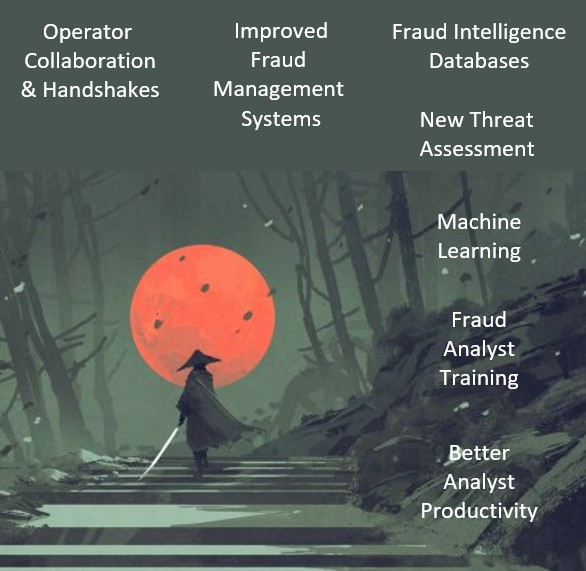 Operator
Collaboration
& Handshakes
Improved
Fraud
Management
Systems
Fraud Intelligence
Databases
New Threat
Assessment
Machine
Learning
Fraud
Analyst
Training
Better
Analyst
Productivity